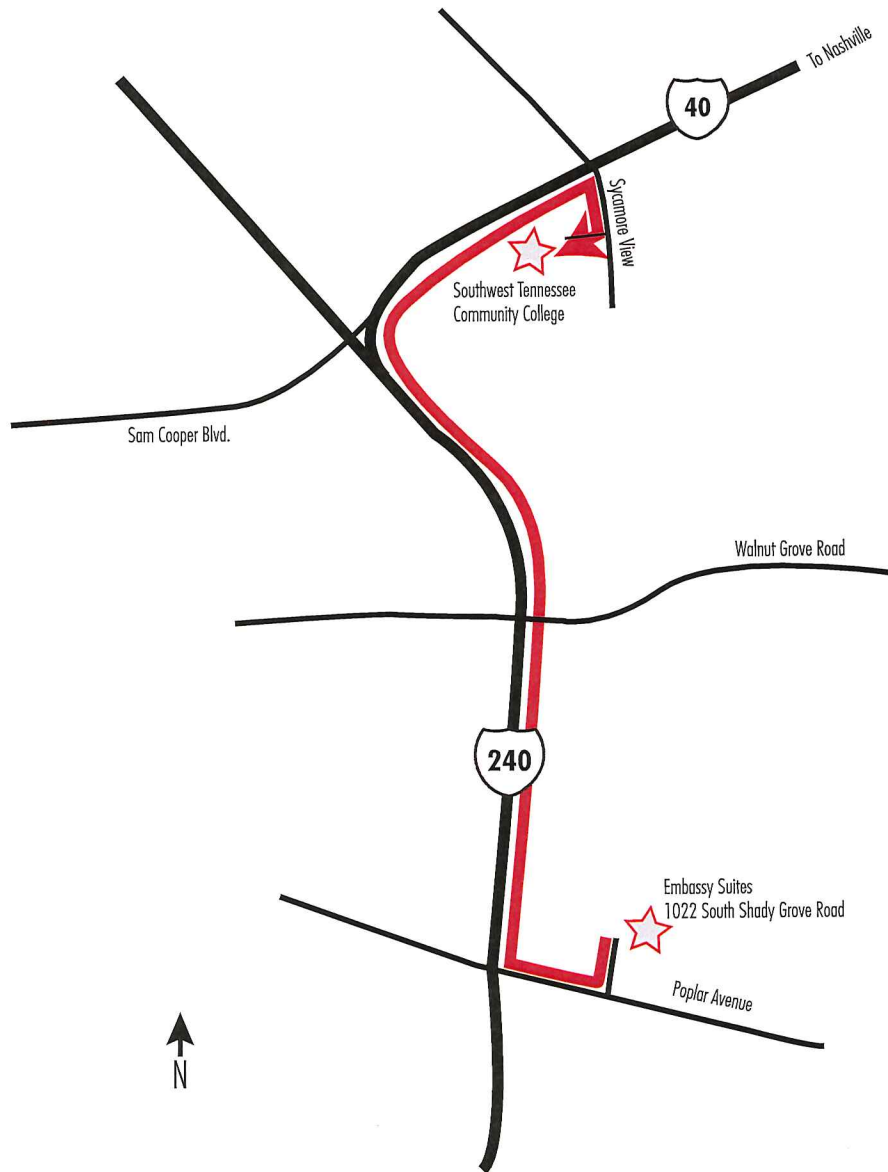 To Nashville
40
Sycamore View
Southwest Tennessee
Community College
Sam Cooper Blvd.
Walnut Grove Road
240
Embassy Suites
1022 South Shady Grove Road
Poplar Avenue
N